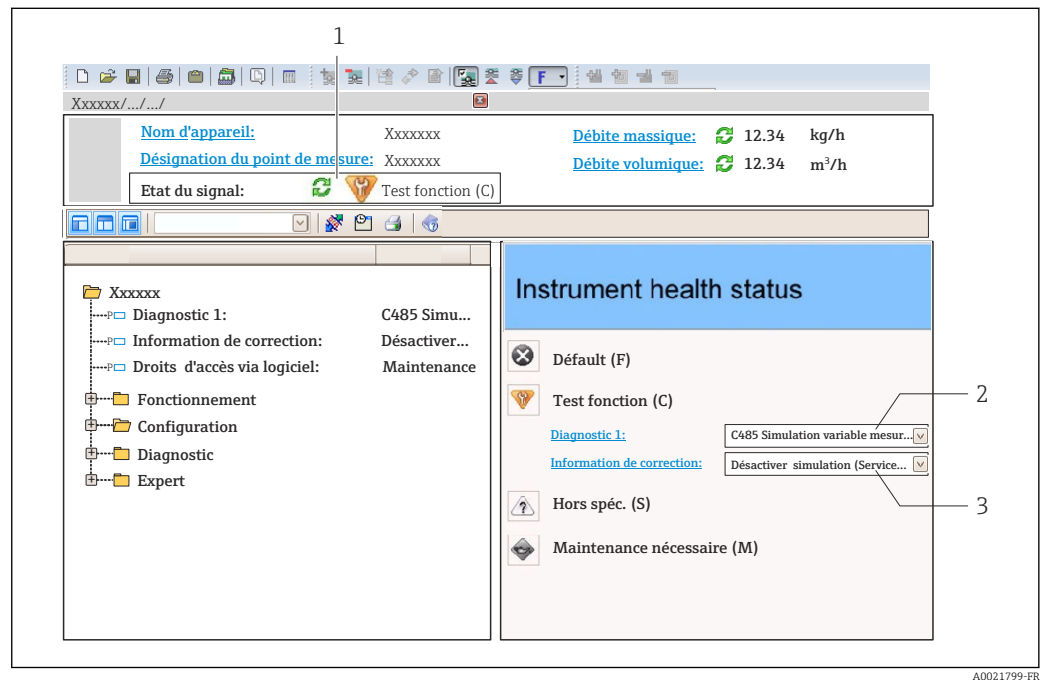 1
F
Xxxxxx/.../.../
Nom d'appareil: Xxxxxxx Débite massique: 12.34 kg/h
Désignation du point de mesure: Xxxxxxx Débite volumique: 12.34 m³/h
Etat du signal: Test fonction (C)
Xxxxxx
P Diagnostic 1: C485 Simu...
P Information de correction: Désactiver...
P Droits d'accès via logiciel: Maintenance
Fonctionnement
Configuration
Diagnostic
Expert
Instrument health status
Défault (F)
Test fonction (C)
2
Diagnostic 1: C485 Simulation variable mesur...
Information de correction: Désactiver simulation (Service...
Hors spéc. (S)
3
Maintenance nécessaire (M)
A0021799-FR